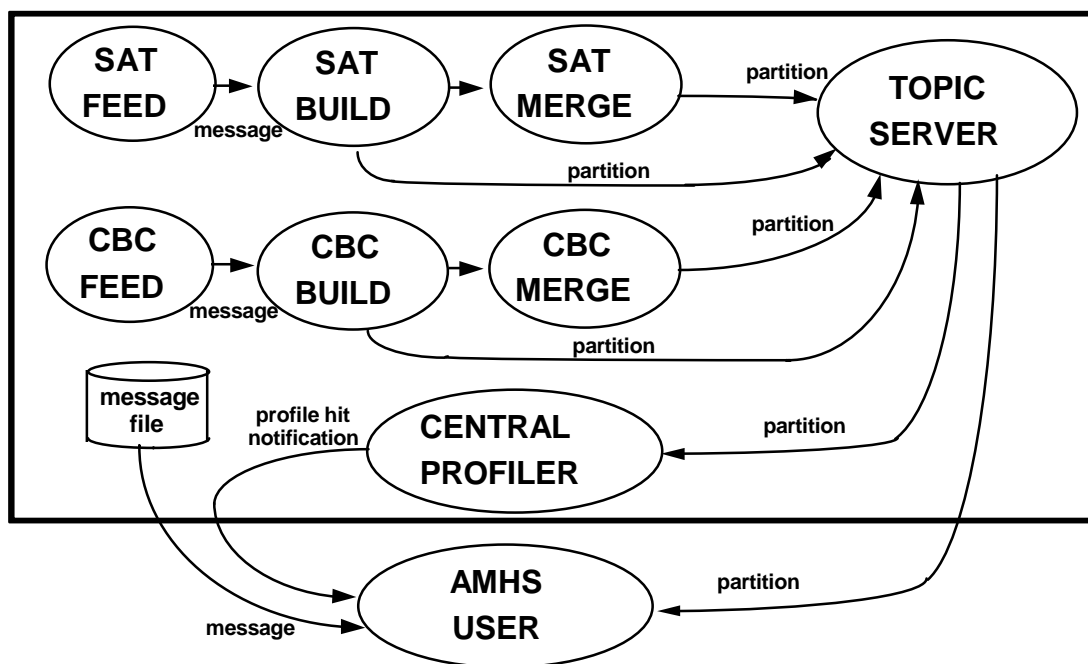 SAT
FEED
message
SAT
BUILD
SAT
MERGE
partition
TOPIC
SERVER
partition
CBC
FEED
message
CBC
BUILD
CBC
MERGE
partition
partition
message
file
profile hit
notification
CENTRAL
PROFILER
partition
AMHS
USER
partition
message